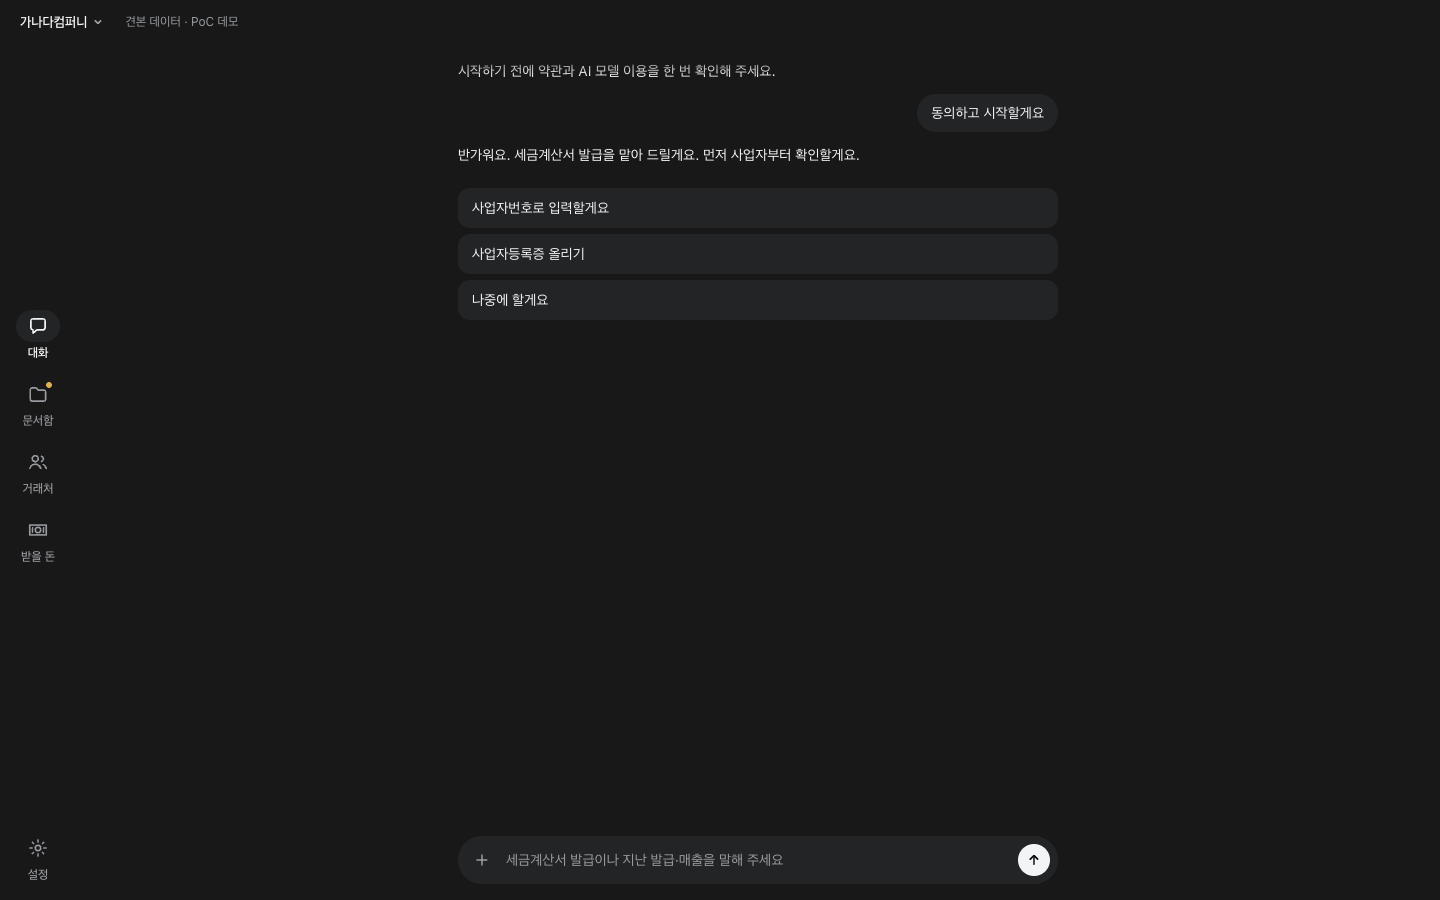 가나다컴퍼니
견본 데이터 · PoC 데모
시작하기 전에 약관과 AI 모델 이용을 한 번 확인해 주세요.
동의하고 시작할게요
반가워요. 세금계산서 발급을 맡아 드릴게요. 먼저 사업자부터 확인할게요.
사업자번호로 입력할게요
사업자등록증 올리기
나중에 할게요
대화
문서함
거래처
받을 돈
설정
세금계산서 발급이나 지난 발급·매출을 말해 주세요